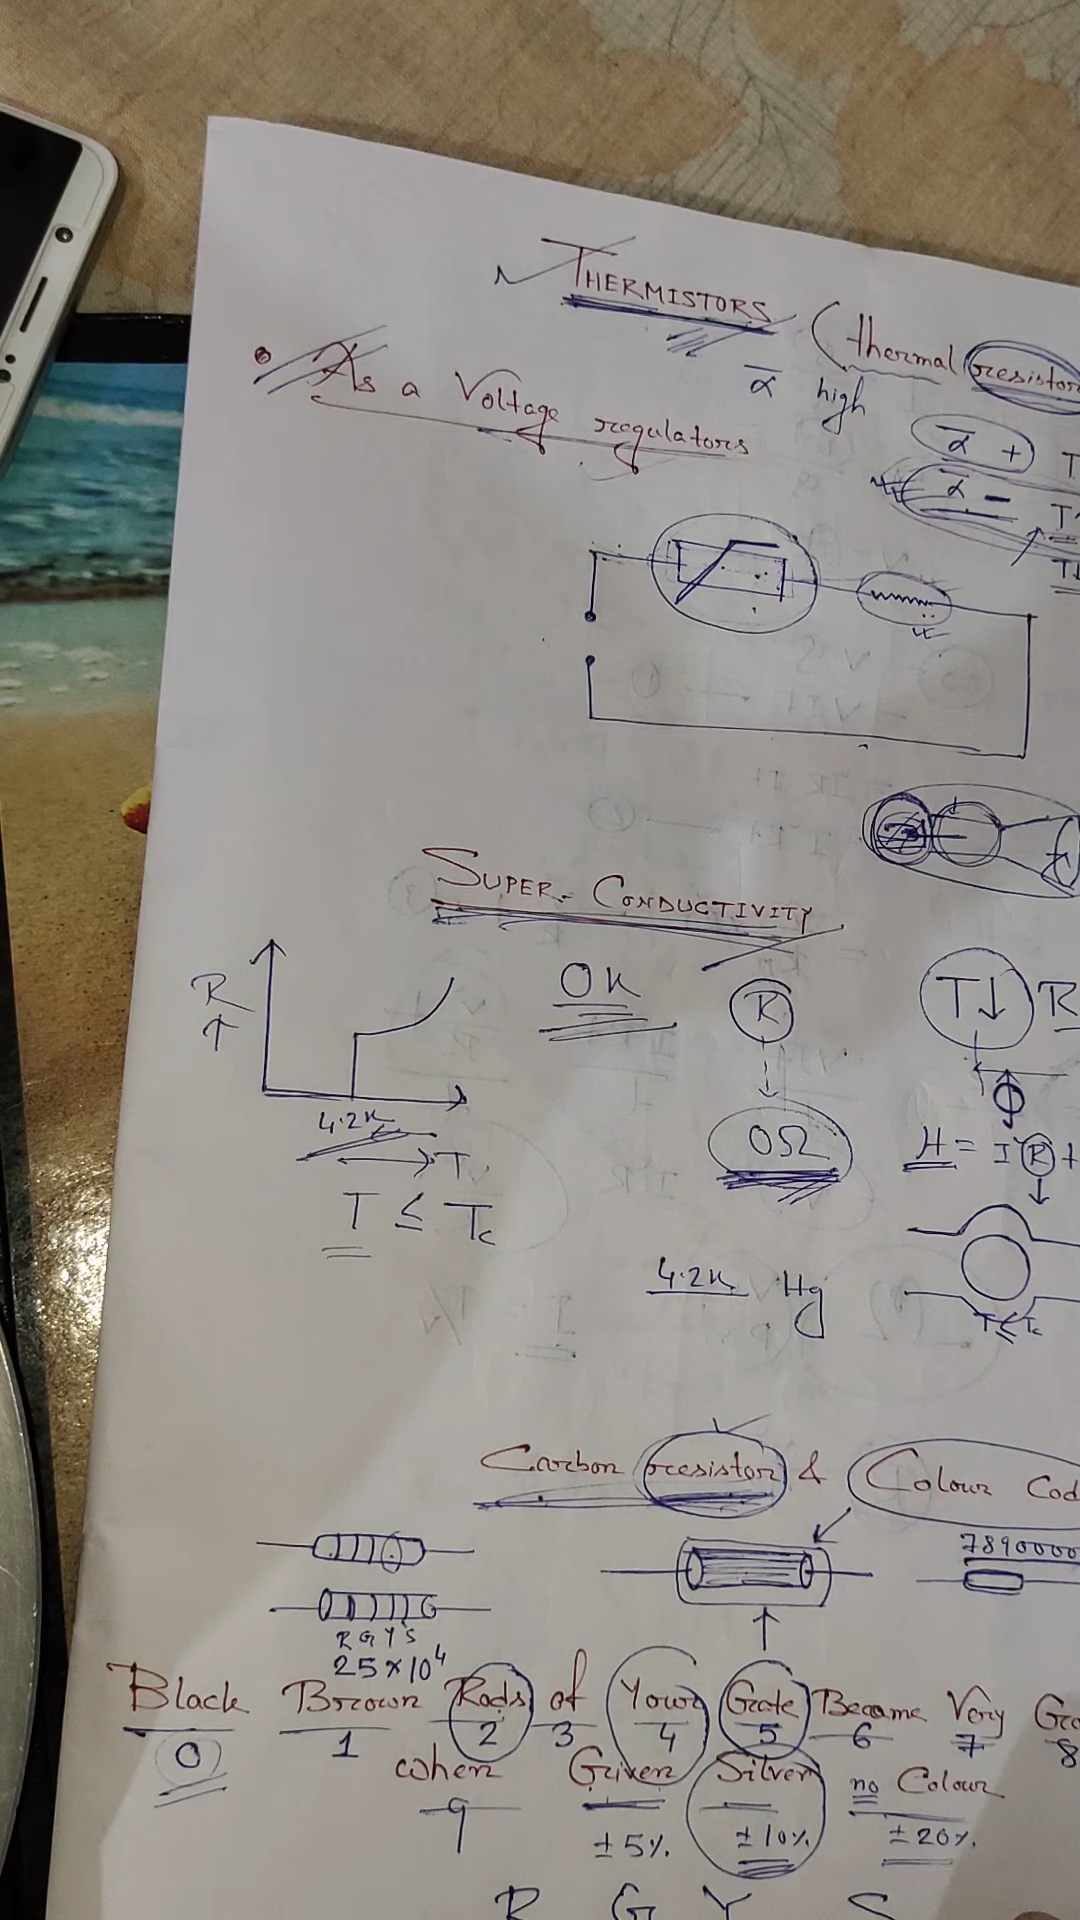 THERMISTORS (thermal resistor
• As a Voltage regulators
ᾱ high
ᾱ +
ᾱ -
SUPER-CONDUCTIVITY
R
0K
R
T↓ R
0Ω
4.2K
T
T ≤ Tc
H = I²Rt
4.2K Hg
T≤Tc
Carbon resistor & Colour Cod
7890000
R G Y S
25×10⁴
Black Brown Rods of Your Gate Became Very
0 1 2 3 4 5 6 7 8
when Given Silver no Colour
9 ±5% ±10% ±20%
R G Y S